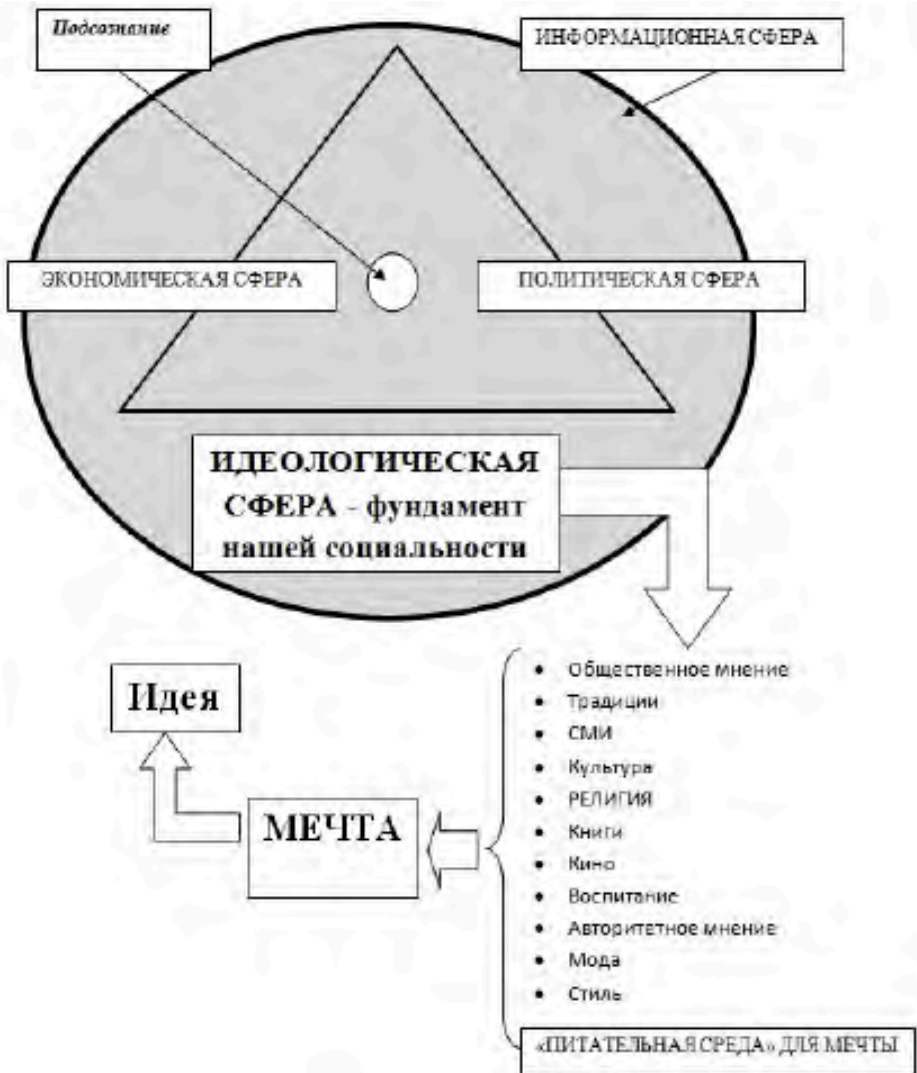 Подсознание
ИНФОРМАЦИОННАЯ СФЕРА
ЭКОНОМИЧЕСКАЯ СФЕРА
ПОЛИТИЧЕСКАЯ СФЕРА
ИДЕОЛОГИЧЕСКАЯ
СФЕРА - фундамент
нашей социальности
• Общественное мнение
• Традиции
• СМИ
• Культура
• РЕЛИГИЯ
• Книги
• Кино
• Воспитание
• Авторитетное мнение
• Мода
• Стиль
«ПИТАТЕЛЬНАЯ СРЕДА» ДЛЯ МЕЧТЫ
МЕЧТА
Идея